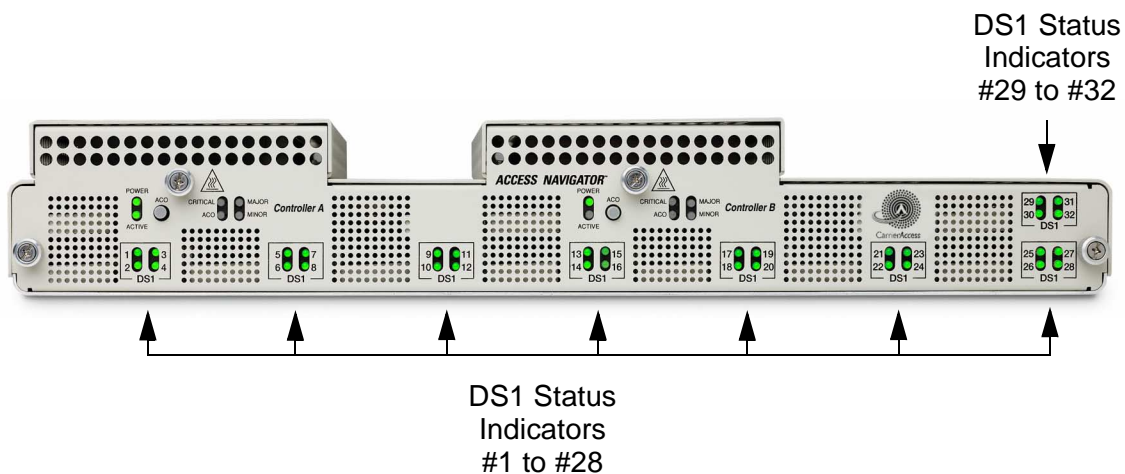 DS1 Status
Indicators
#29 to #32
ACCESS NAVIGATOR™
POWER
ACO
ACTIVE
CRITICAL
MAJOR
ACO
MINOR
Controller A
POWER
ACO
ACTIVE
CRITICAL
MAJOR
ACO
MINOR
Controller B
CarrierAccess
29 31
30 32
DS1
1 3
2 4
DS1
5 7
6 8
DS1
9 11
10 12
DS1
13 15
14 16
DS1
17 19
18 20
DS1
21 23
22 24
DS1
25 27
26 28
DS1
DS1 Status
Indicators
#1 to #28